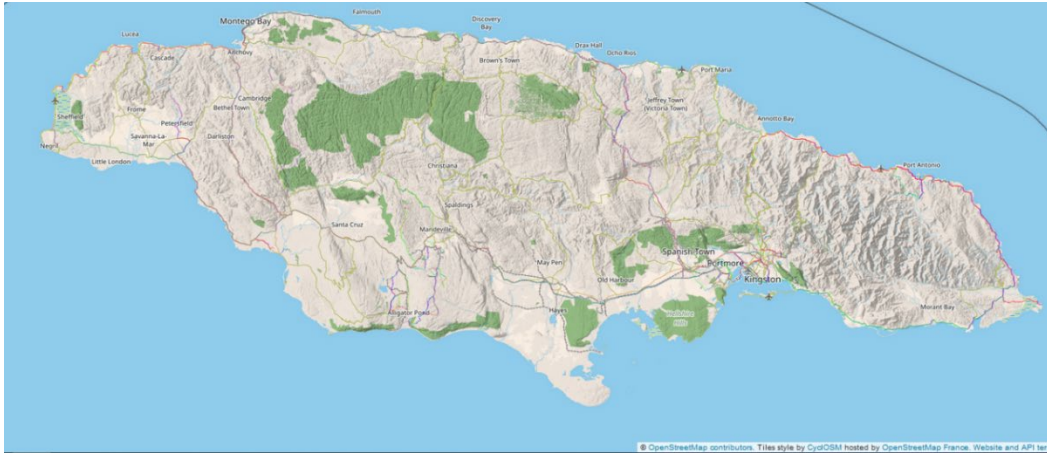 Falmouth
Montego Bay
Discovery
Bay
Lucea
Drax Hall
Ocho Rios
Anchovy
Cascade
Brown's Town
Port Maria
Cambridge
Bethel Town
Jeffrey Town
(Victoria Town)
Frome
Sheffield
Petersfield
Annotto Bay
Savanna-La-
Mar
Darliston
Negril
Little London
Christiana
Port Antonio
Spaldings
Santa Cruz
Mandeville
Spanish Town
May Pen
Portmore
Old Harbour
Kingston
Alligator Pond
Hayes
Hellshire
Hills
Morant Bay
© OpenStreetMap contributors. Tiles style by CyclOSM hosted by OpenStreetMap France. Website and API ter